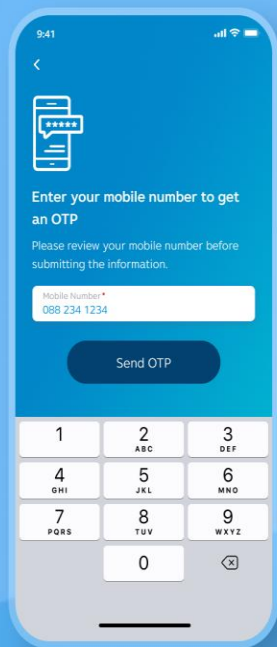 9:41
*****
Enter your mobile number to get
an OTP
Please review your mobile number before
submitting the information.
Mobile Number*
088 234 1234
Send OTP
1
2
ABC
3
DEF
4
GHI
5
JKL
6
MNO
7
PQRS
8
TUV
9
WXYZ
0